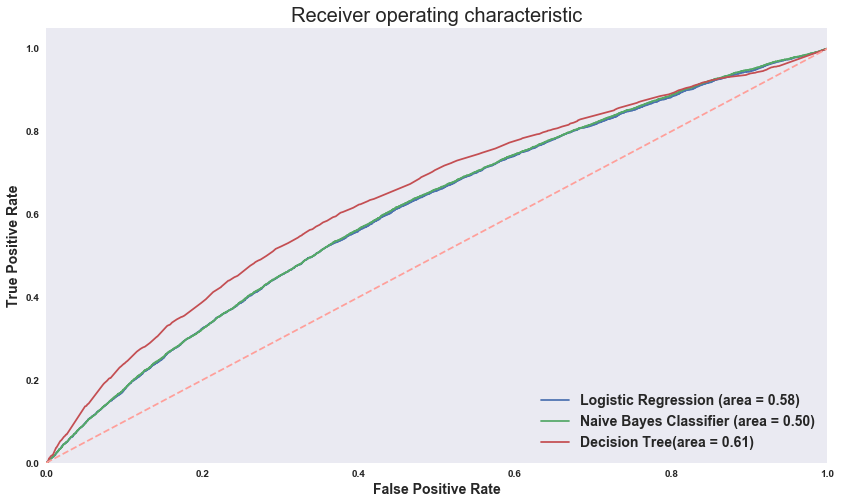 Receiver operating characteristic
1.0
0.8
0.6
0.4
0.2
0.0
True Positive Rate
Logistic Regression (area = 0.58)
Naive Bayes Classifier (area = 0.50)
Decision Tree(area = 0.61)
0.0 0.2 0.4 0.6 0.8 1.0
False Positive Rate